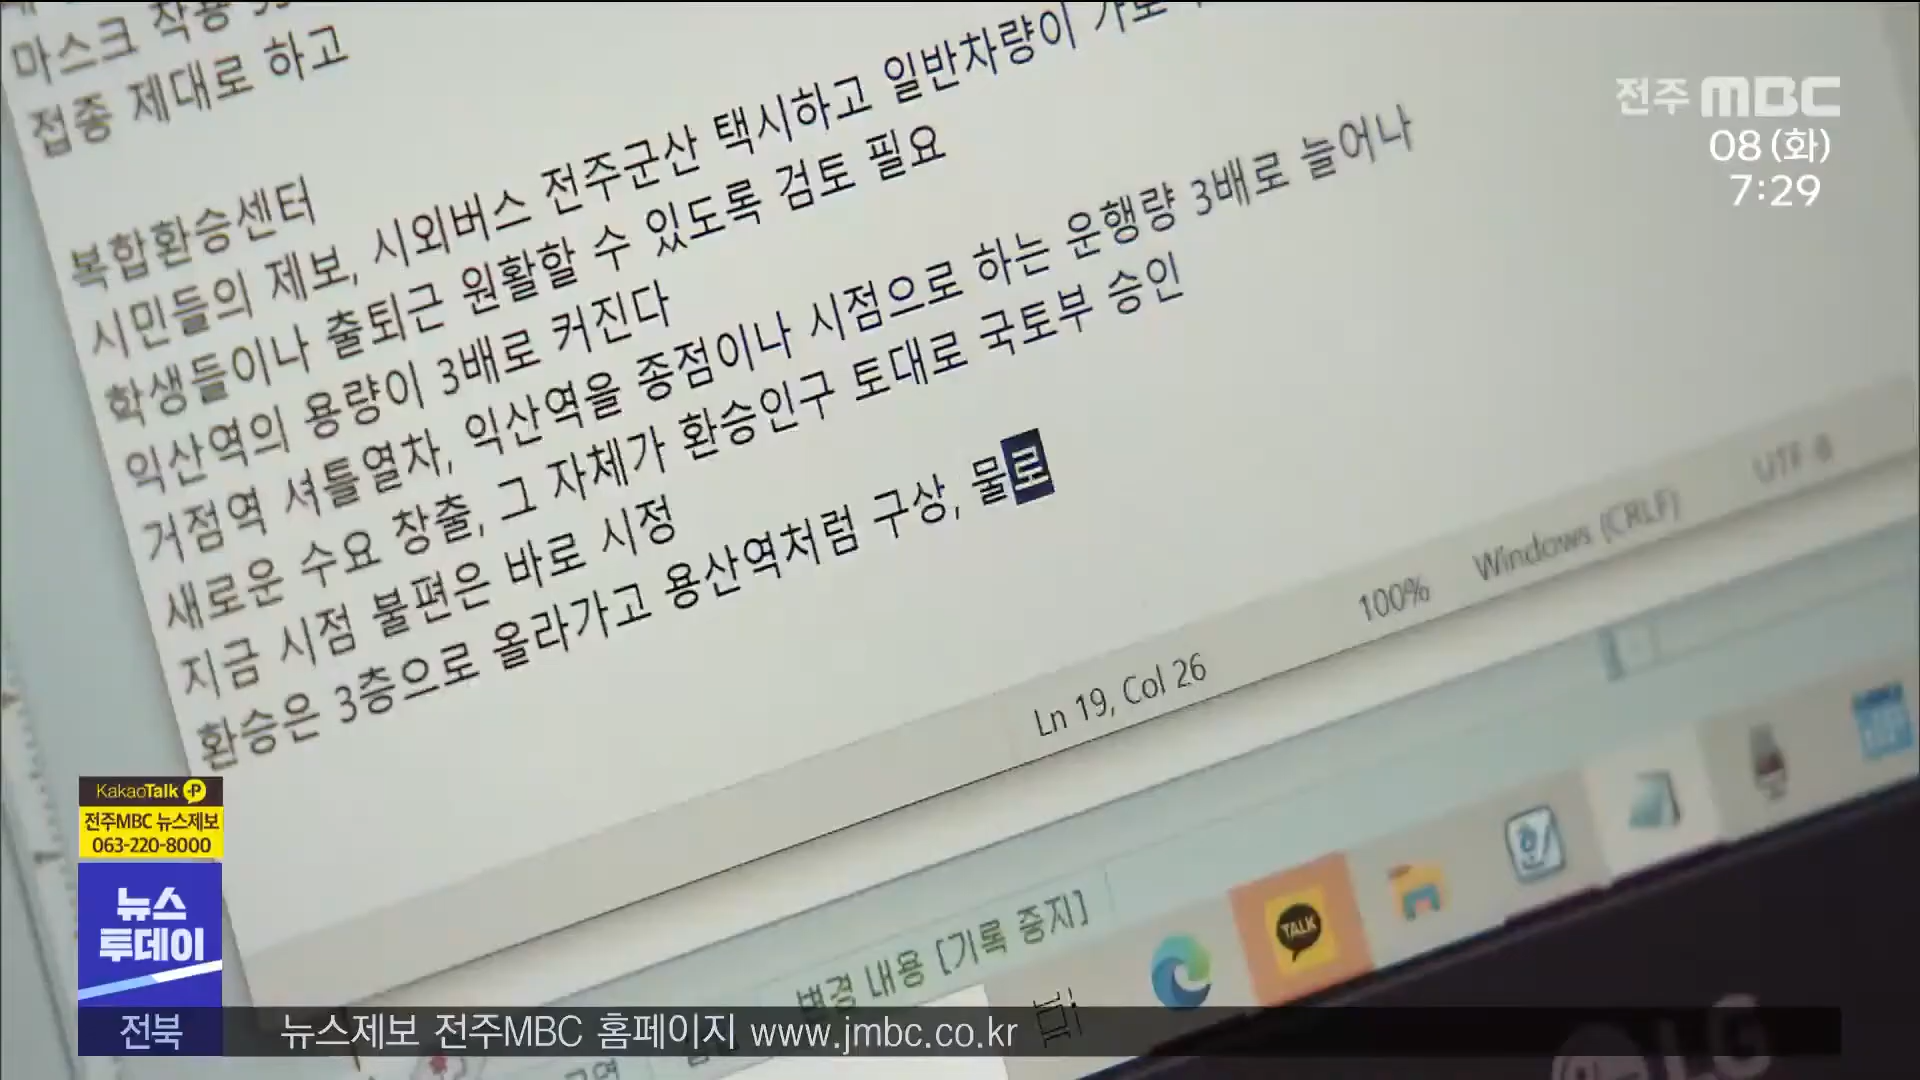 마스크 착용
접종 제대로 하고
복합환승센터
시민들의 제보, 시외버스 전주군산 택시하고 일반차량이 가로
학생들이나 출퇴근 원활할 수 있도록 검토 필요
익산역의 용량이 3배로 커진다
거점역 셔틀열차, 익산역을 종점이나 시점으로 하는 운행량 3배로 늘어나
새로운 수요 창출, 그 자체가 환승인구 토대로 국토부 승인
지금 시점 불편은 바로 시정
환승은 3층으로 올라가고 용산역처럼 구상, 물로
Ln 19, Col 26
100%
Windows (CRLF)
UTF-8
변경 내용 [기록 중지]
TALK
한
LG
전주 MBC
08 (화)
7:29
KakaoTalk
전주MBC 뉴스제보
063-220-8000
뉴스
투데이
전북
뉴스제보 전주MBC 홈페이지 www.jmbc.co.kr